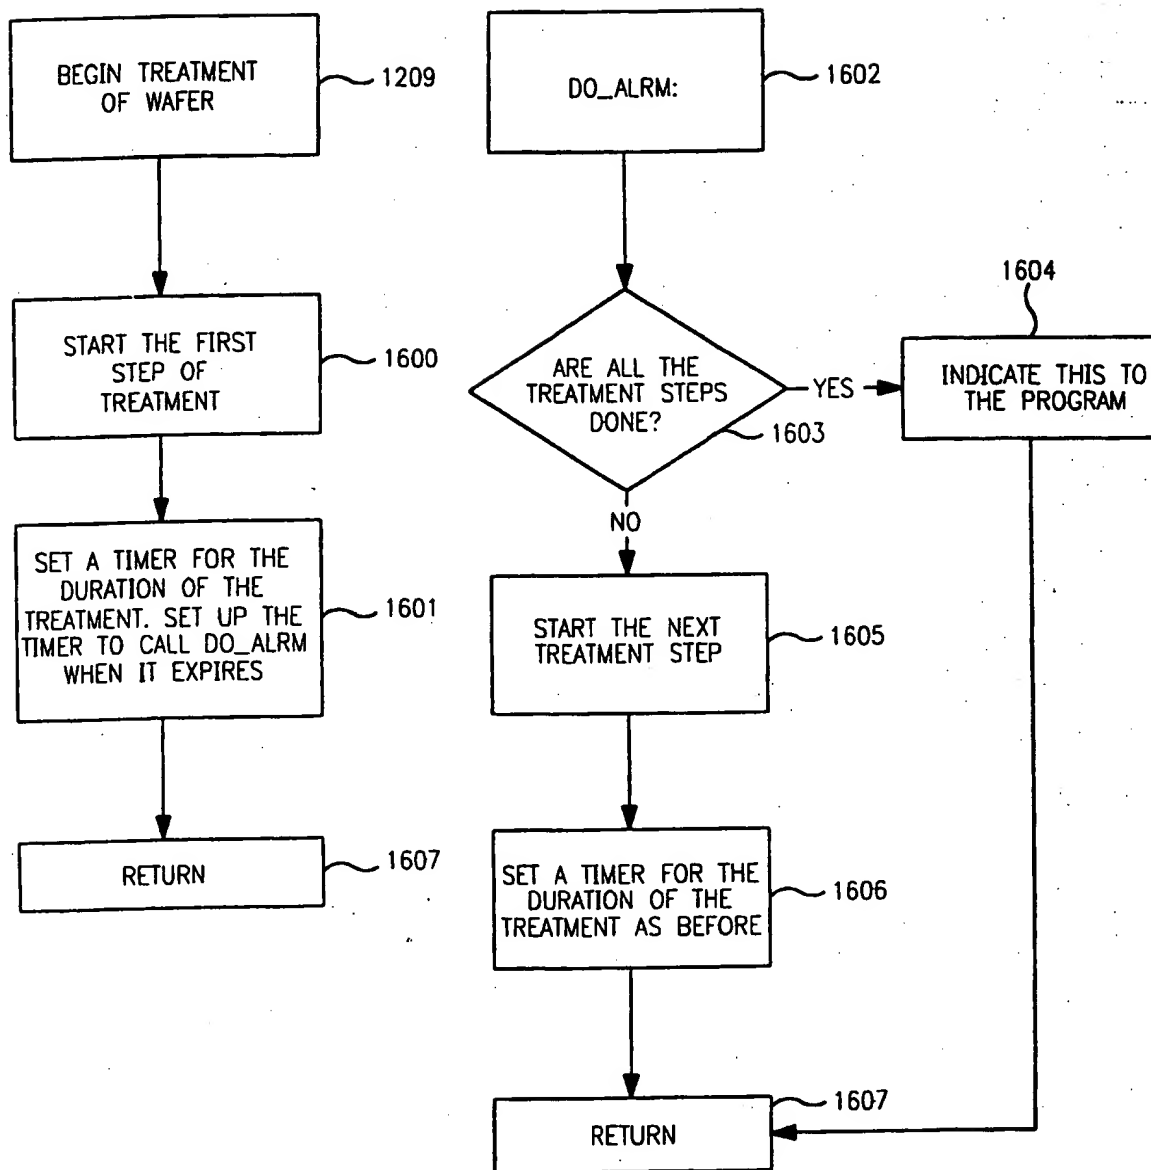 BEGIN TREATMENT
OF WAFER
1209
START THE FIRST
STEP OF
TREATMENT
1600
SET A TIMER FOR THE
DURATION OF THE
TREATMENT. SET UP THE
TIMER TO CALL DO_ALRM
WHEN IT EXPIRES
1601
RETURN
1607
DO_ALRM:
1602
ARE ALL THE
TREATMENT STEPS
DONE?
1603
YES
1604
INDICATE THIS TO
THE PROGRAM
NO
START THE NEXT
TREATMENT STEP
1605
SET A TIMER FOR THE
DURATION OF THE
TREATMENT AS BEFORE
1606
RETURN
1607